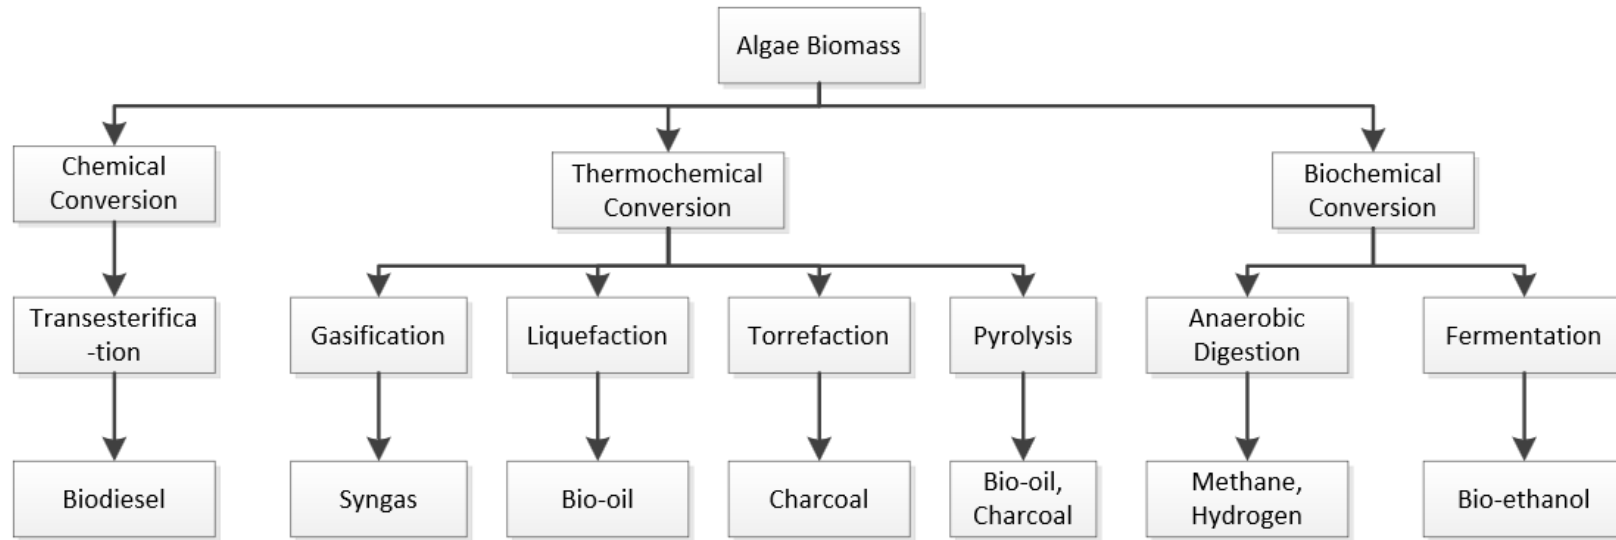 Algae Biomass
Chemical
Conversion
Thermochemical
Conversion
Biochemical
Conversion
Transesterifica
-tion
Gasification
Liquefaction
Torrefaction
Pyrolysis
Anaerobic
Digestion
Fermentation
Biodiesel
Syngas
Bio-oil
Charcoal
Bio-oil,
Charcoal
Methane,
Hydrogen
Bio-ethanol